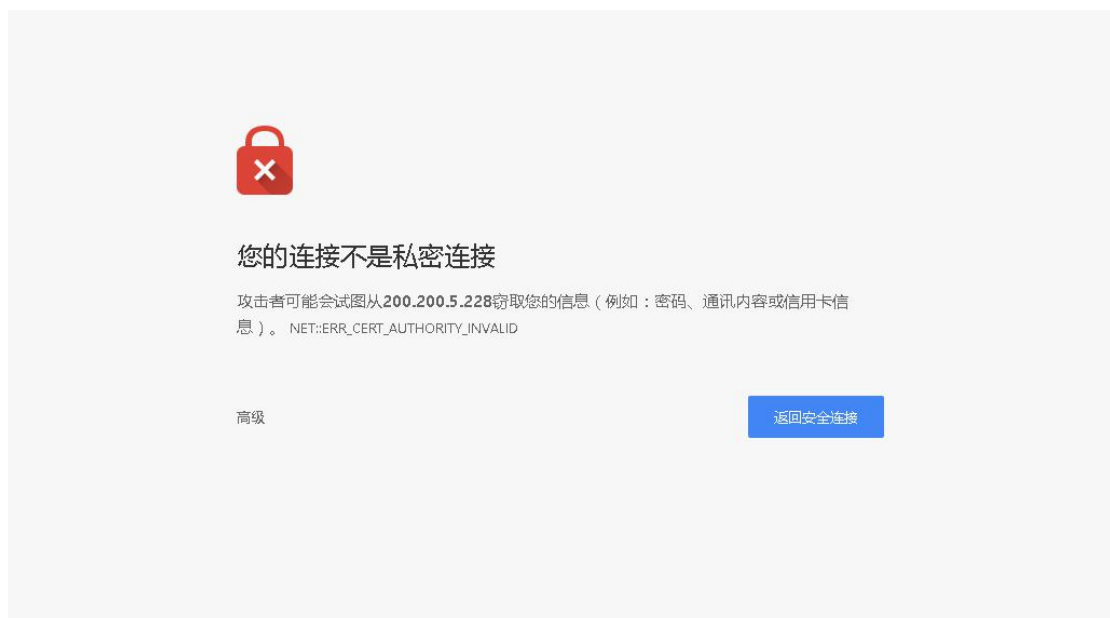 您的连接不是私密连接
攻击者可能会试图从200.200.5.228窃取您的信息（例如：密码、通讯内容或信用卡信
息）。 NET::ERR_CERT_AUTHORITY_INVALID
高级
返回安全连接